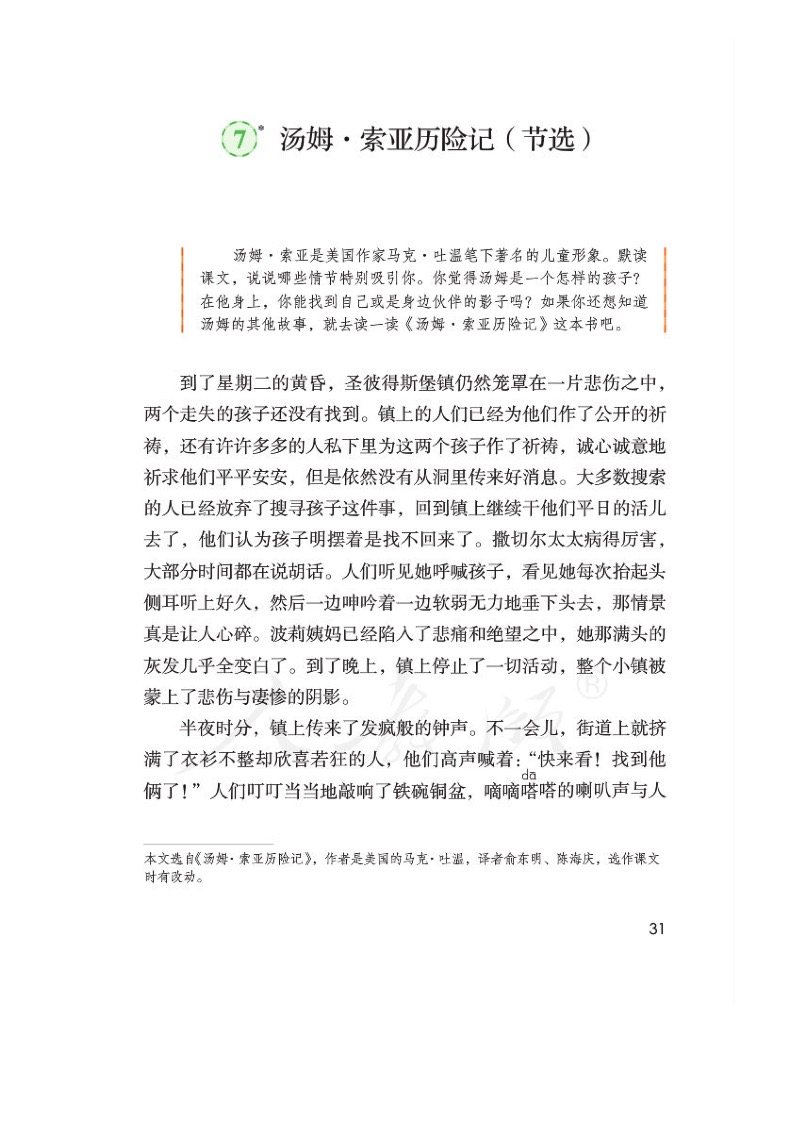 7* 汤姆·索亚历险记（节选）
汤姆·索亚是美国作家马克·吐温笔下著名的儿童形象。默读
课文，说说哪些情节特别吸引你。你觉得汤姆是一个怎样的孩子？
在他身上，你能找到自己或是身边伙伴的影子吗？如果你还想知道
汤姆的其他故事，就去读一读《汤姆·索亚历险记》这本书吧。
到了星期二的黄昏，圣彼得斯堡镇仍然笼罩在一片悲伤之中，
两个走失的孩子还没有找到。镇上的人们已经为他们作了公开的祈
祷，还有许许多多的人私下里为这两个孩子作了祈祷，诚心诚意地
祈求他们平平安安，但是依然没有从洞里传来好消息。大多数搜索
的人已经放弃了搜寻孩子这件事，回到镇上继续干他们平日的活儿
去了，他们认为孩子明摆着是找不回来了。撒切尔太太病得厉害，
大部分时间都在说胡话。人们听见她呼喊孩子，看见她每次抬起头
侧耳听上好久，然后一边呻吟着一边软弱无力地垂下头去，那情景
真是让人心碎。波莉姨妈已经陷入了悲痛和绝望之中，她那满头的
灰发几乎全变白了。到了晚上，镇上停止了一切活动，整个小镇被
蒙上了悲伤与凄惨的阴影。
人教版®
半夜时分，镇上传来了发疯般的钟声。不一会儿，街道上就挤
满了衣衫不整却欣喜若狂的人，他们高声喊着：“快来看！找到他
dā
俩了！”人们叮叮当当地敲响了铁碗铜盆，嘀嘀嗒嗒的喇叭声与人
本文选自《汤姆·索亚历险记》，作者是美国的马克·吐温，译者俞东明、陈海庆，选作课文
时有改动。
31